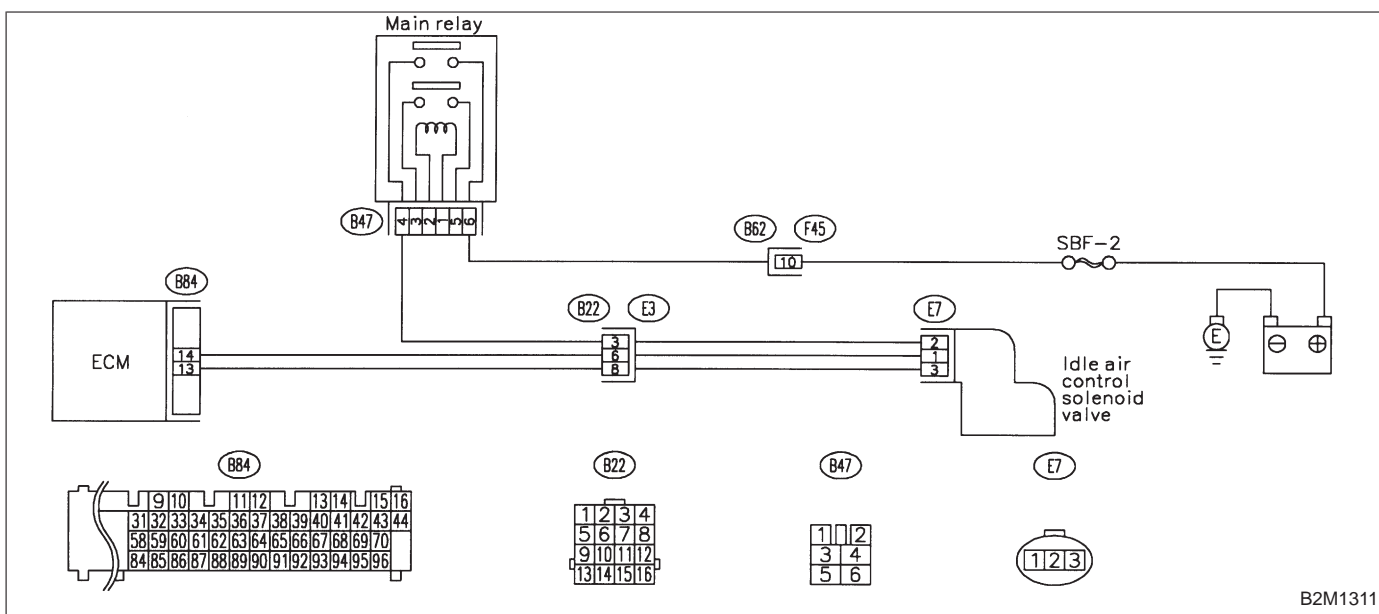 Main relay
B47
4 3 2 1 5 6
B62 F45
10
SBF-2
B84
B22 E3
E7
ECM
14
13
3
6
8
2
1
3
E
⊖ ⊕
Idle air
control
solenoid
valve
B84
9 10 11 12 13 14 15 16
31 32 33 34 35 36 37 38 39 40 41 42 43 44
58 59 60 61 62 63 64 65 66 67 68 69 70
84 85 86 87 88 89 90 91 92 93 94 95 96
B22
1 2 3 4
5 6 7 8
9 10 11 12
13 14 15 16
B47
1 2
3 4
5 6
E7
1 2 3
B2M1311